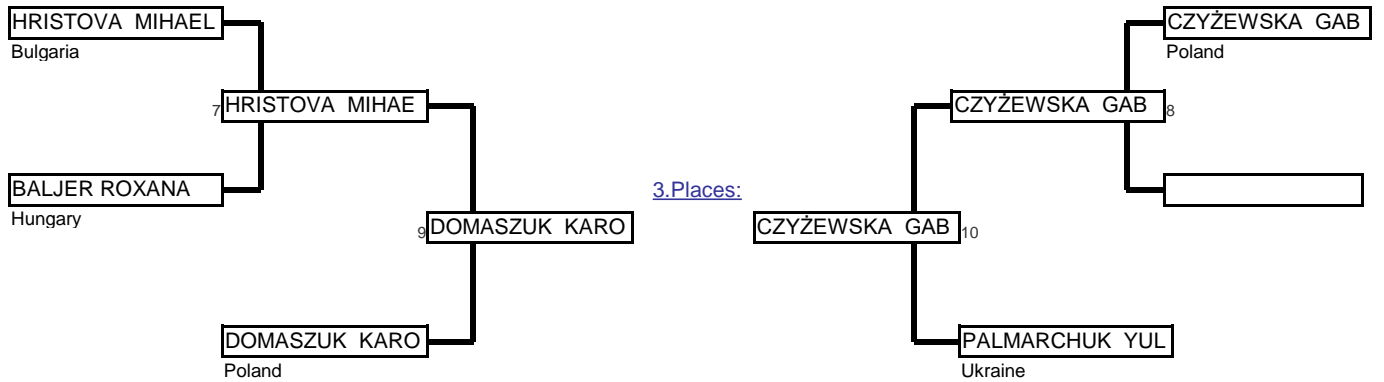 HRISTOVA MIHAEL
Bulgaria
7 HRISTOVA MIHAE
BALJER ROXANA
Hungary
9 DOMASZUK KARO
DOMASZUK KARO
Poland
3.Places:
CZYŻEWSKA GAB
Poland
CZYŻEWSKA GAB 8
CZYŻEWSKA GAB 10
PALMARCHUK YUL
Ukraine